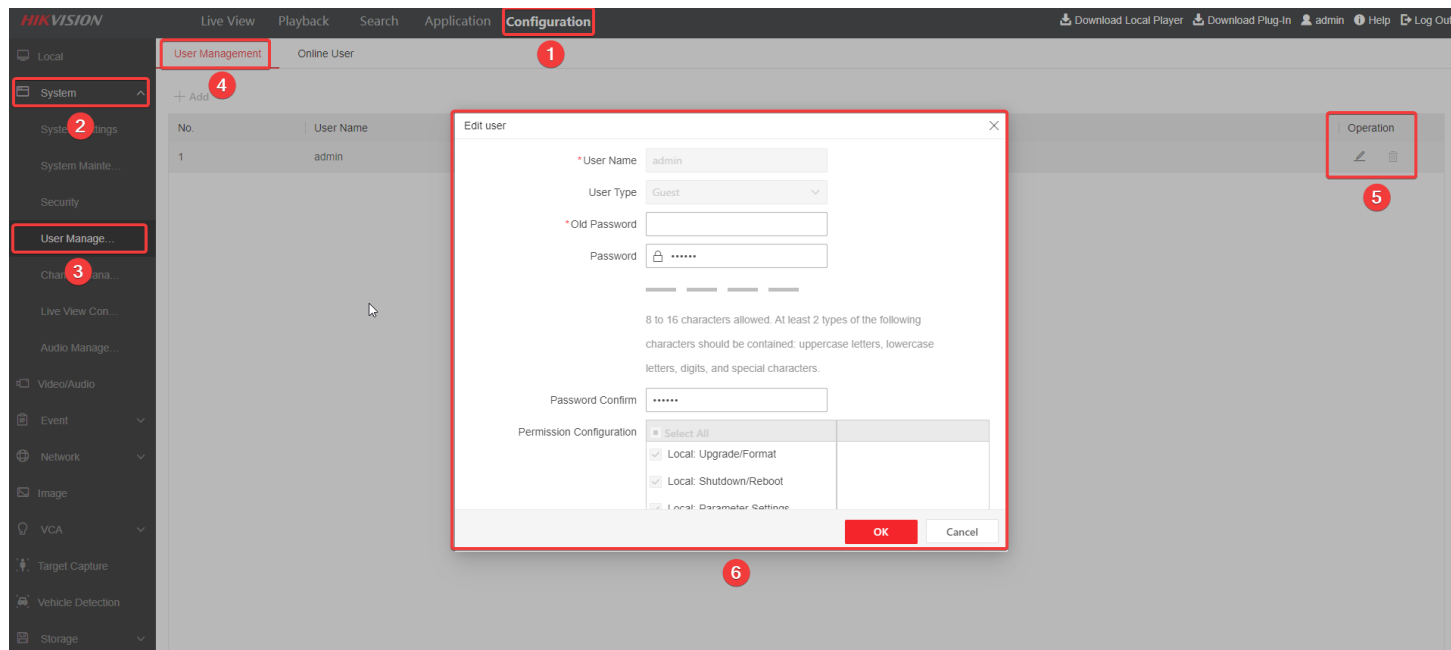 HIKVISION
Live View Playback Search Application Configuration
Download Local Player Download Plug-In admin Help Log Out
1
Local
System
2
System Mainte...
Security
User Manage...
3
Live View Con...
Audio Manage...
Video/Audio
Event
Network
Image
VCA
Target Capture
Vehicle Detection
Storage
User Management Online User
4
Add
No. User Name Operation
1 admin
5
Edit user
*User Name admin
User Type Guest
*Old Password
Password ••••••
8 to 16 characters allowed. At least 2 types of the following
characters should be contained: uppercase letters, lowercase
letters, digits, and special characters.
Password Confirm ••••••
Permission Configuration Select All
Local: Upgrade/Format
Local: Shutdown/Reboot
Local: Parameter Settings
OK Cancel
6